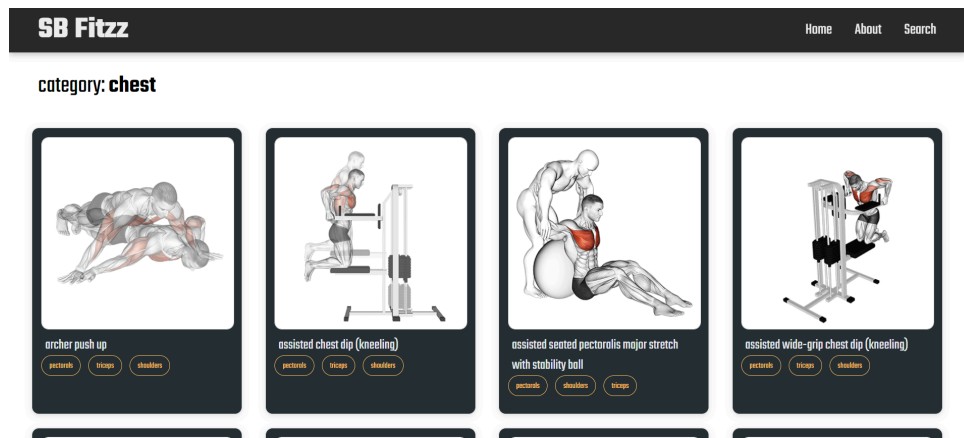 SB Fitzz
Home About Search
category: chest
archer push up
pectorals triceps shoulders
assisted chest dip (kneeling)
pectorals triceps shoulders
assisted seated pectoralis major stretch
with stability ball
pectorals shoulders triceps
assisted wide-grip chest dip (kneeling)
pectorals triceps shoulders